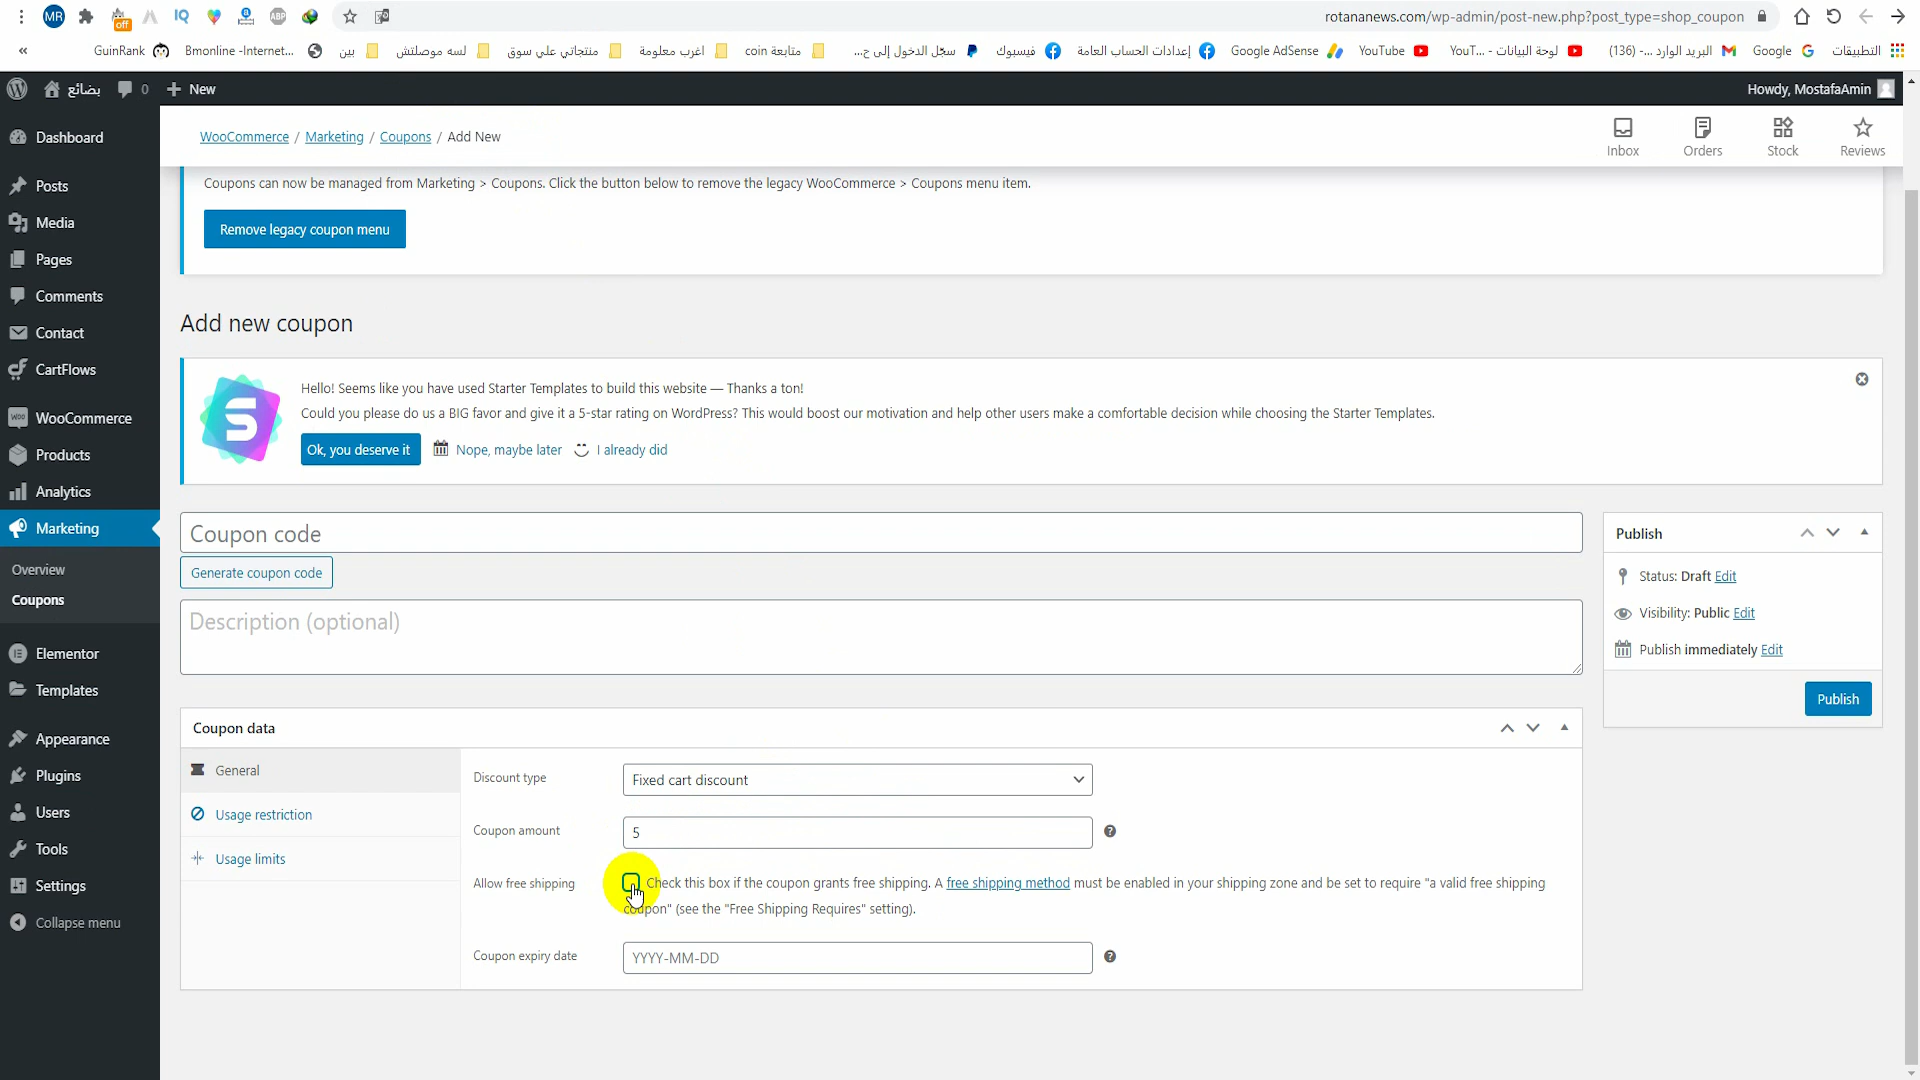 rotananews.com/wp-admin/post-new.php?post_type=shop_coupon
MR
off
IQ
ABP
التطبيقات
Google
البريد الوارد ...- (136)
لوحة البيانات - ...YouT
YouTube
Google AdSense
إعدادات الحساب العامة
فيسبوك
سجّل الدخول إلى ح...
متابعة coin
اغرب معلومة
منتجاتي علي سوق
لسه موصلتش
بين
Bmonline -Internet...
GuinRank
«
بضائع
0
New
Howdy, MostafaAmin
WooCommerce / Marketing / Coupons / Add New
Inbox
Orders
Stock
Reviews
Dashboard
Posts
Media
Pages
Comments
Contact
CartFlows
WooCommerce
Products
Analytics
Marketing
Overview
Coupons
Elementor
Templates
Appearance
Plugins
Users
Tools
Settings
Collapse menu
Coupons can now be managed from Marketing > Coupons. Click the button below to remove the legacy WooCommerce > Coupons menu item.
Remove legacy coupon menu
Add new coupon
Hello! Seems like you have used Starter Templates to build this website — Thanks a ton!
Could you please do us a BIG favor and give it a 5-star rating on WordPress? This would boost our motivation and help other users make a comfortable decision while choosing the Starter Templates.
Ok, you deserve it
Nope, maybe later
I already did
Coupon code
Generate coupon code
Description (optional)
Publish
Status: Draft Edit
Visibility: Public Edit
Publish immediately Edit
Publish
Coupon data
General
Usage restriction
Usage limits
Discount type
Fixed cart discount
Coupon amount
5
Allow free shipping
Check this box if the coupon grants free shipping. A free shipping method must be enabled in your shipping zone and be set to require "a valid free shipping
coupon" (see the "Free Shipping Requires" setting).
Coupon expiry date
YYYY-MM-DD